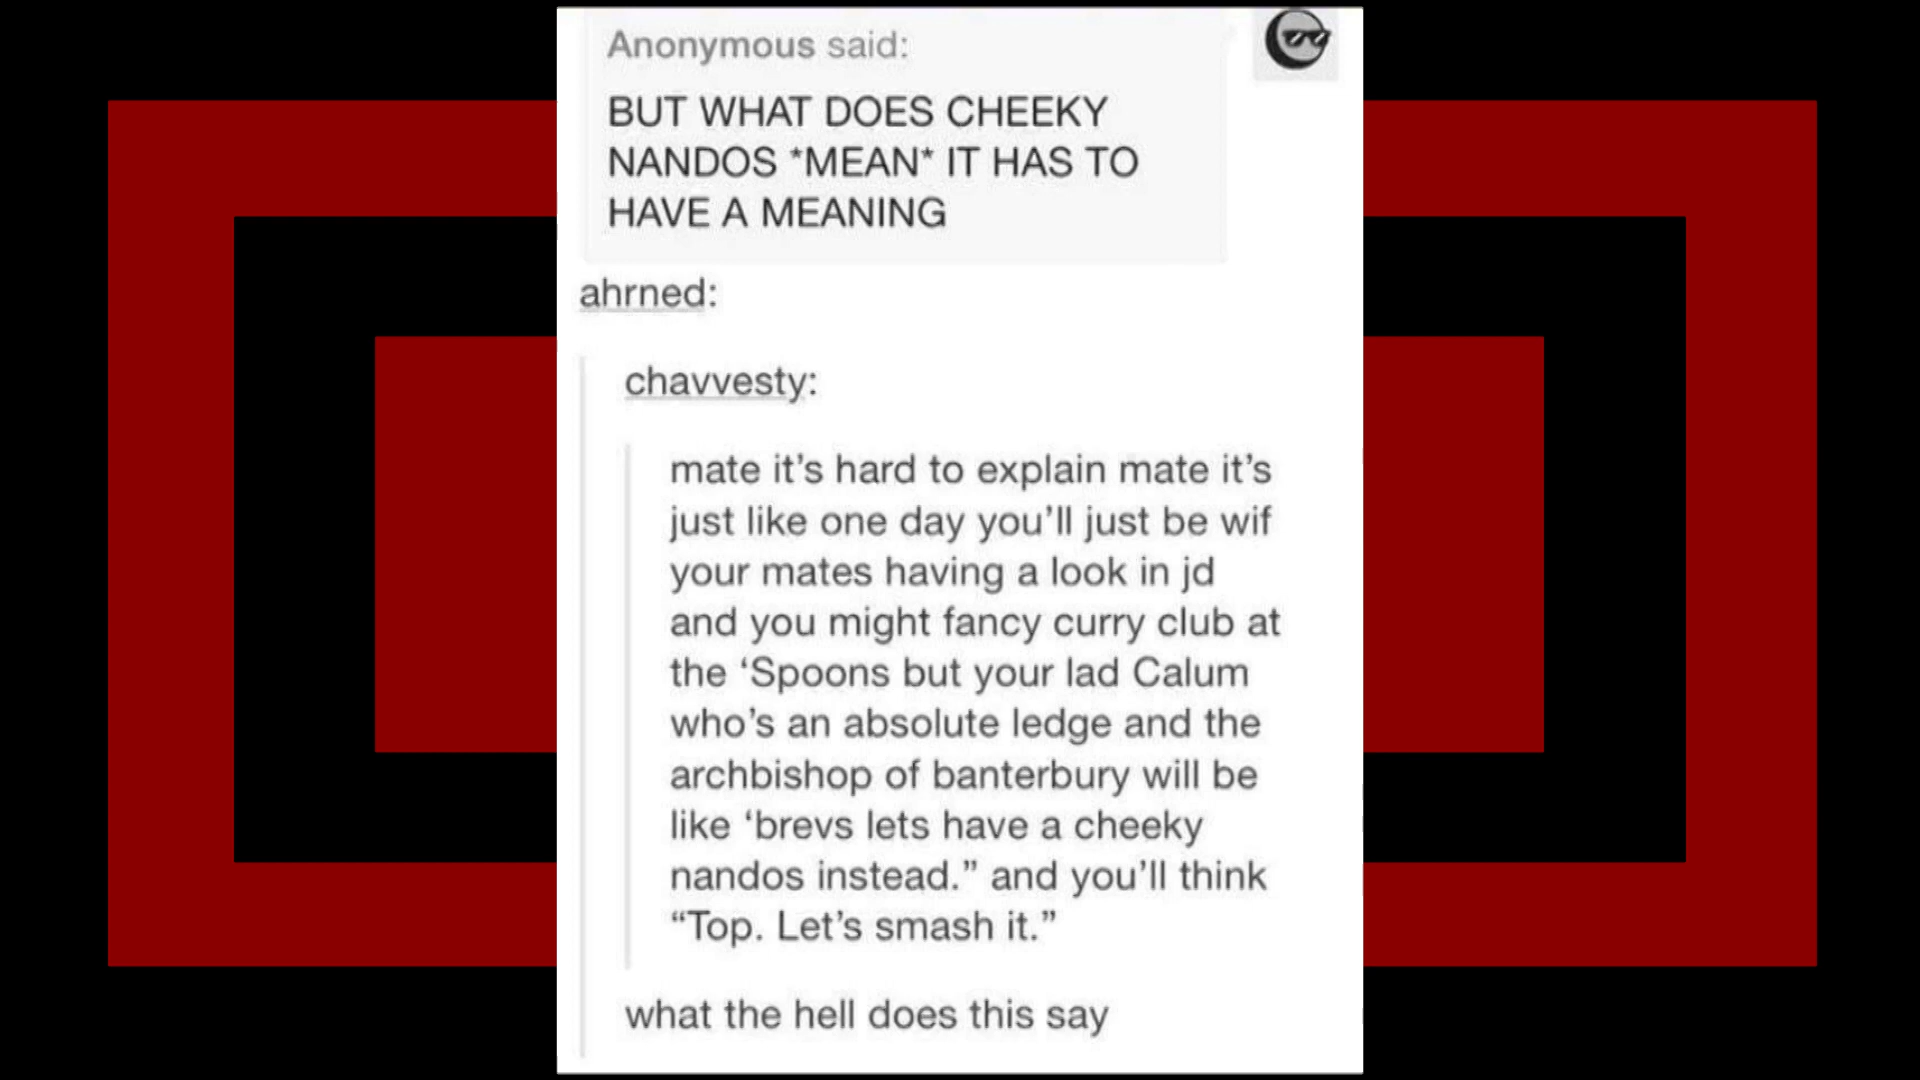 Anonymous said:
BUT WHAT DOES CHEEKY
NANDOS *MEAN* IT HAS TO
HAVE A MEANING
ahrned:
chavvesty:
mate it's hard to explain mate it's
just like one day you'll just be wif
your mates having a look in jd
and you might fancy curry club at
the ‘Spoons but your lad Calum
who's an absolute ledge and the
archbishop of banterbury will be
like ‘brevs lets have a cheeky
nandos instead.” and you'll think
“Top. Let's smash it.”
what the hell does this say